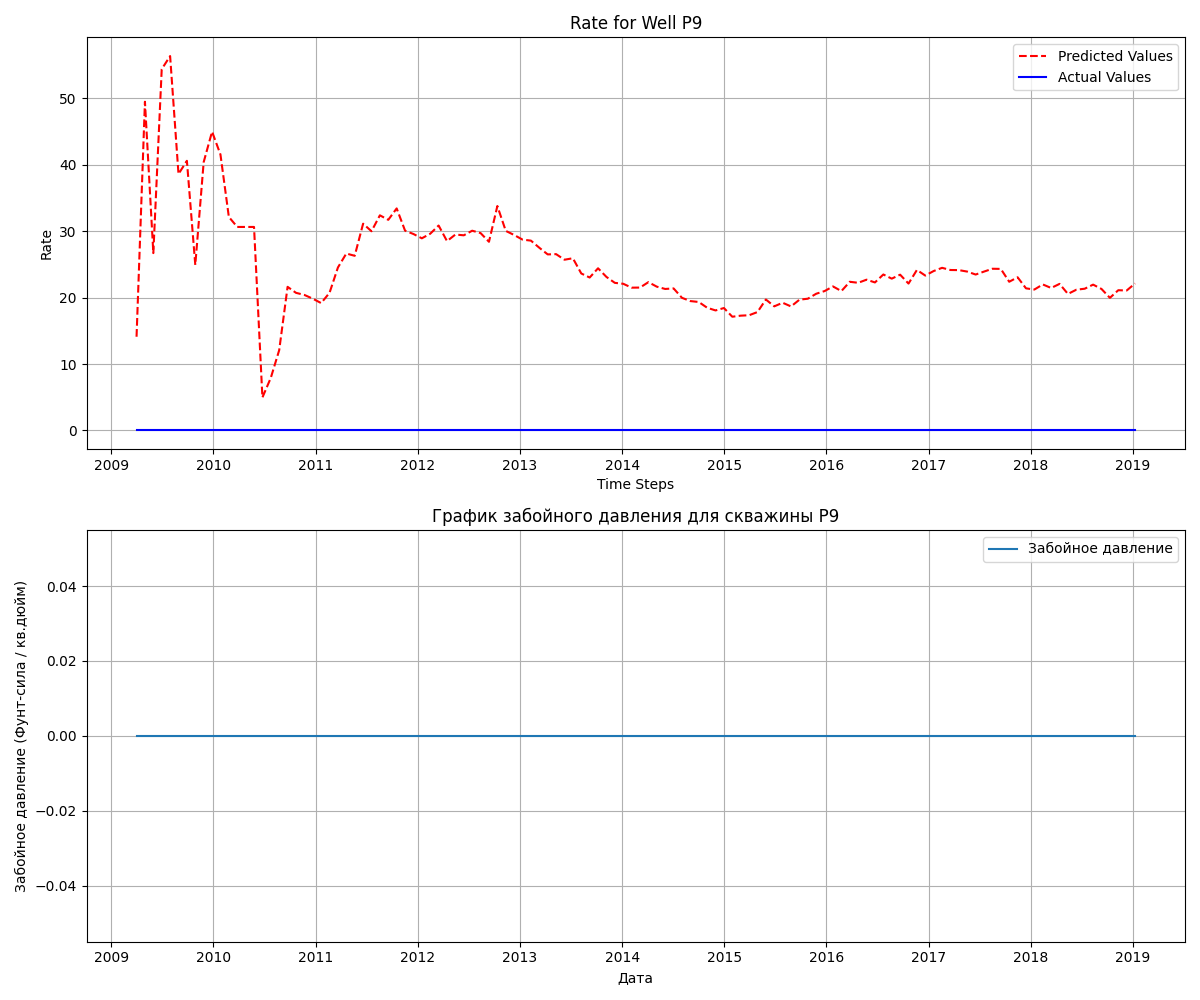 Rate for Well P9
Predicted Values
Actual Values
50
40
30
20
10
0
Rate
2009 2010 2011 2012 2013 2014 2015 2016 2017 2018 2019
Time Steps
График забойного давления для скважины P9
Забойное давление
0.04
0.02
0.00
−0.02
−0.04
Забойное давление (Фунт-сила / кв.дюйм)
2009 2010 2011 2012 2013 2014 2015 2016 2017 2018 2019
Дата